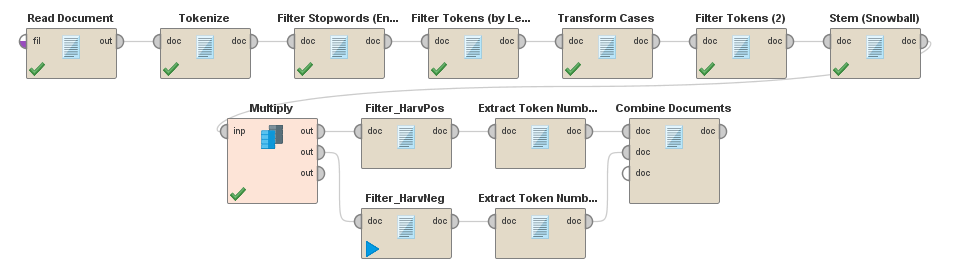 Read Document
Tokenize
Filter Stopwords (En...
Filter Tokens (by Le...
Transform Cases
Filter Tokens (2)
Stem (Snowball)
fil out
doc doc
doc doc
doc doc
doc doc
doc doc
doc doc
Multiply
Filter_HarvPos
Extract Token Numb...
Combine Documents
inp out
out
out
doc doc
doc doc
doc doc
doc
doc
Filter_HarvNeg
Extract Token Numb...
doc doc
doc doc